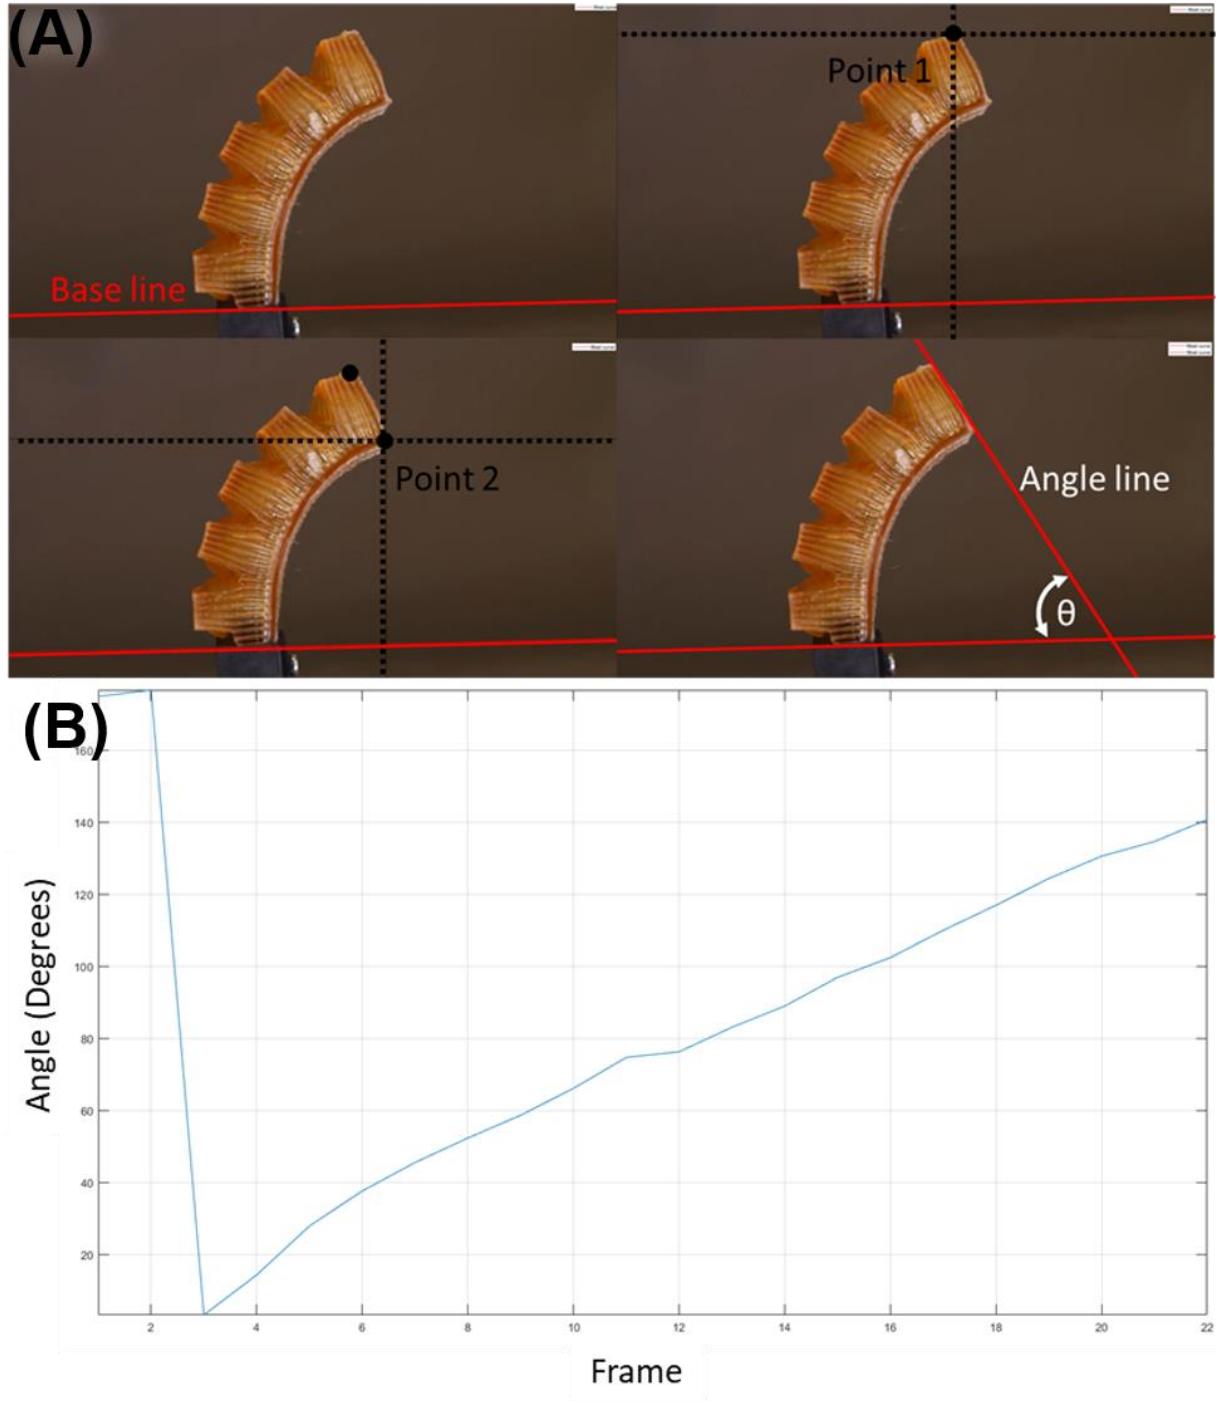 (A)
Point 1
Base line
Point 2
Angle line
θ
(B)
160
140
120
100
80
60
40
20
Angle (Degrees)
2 4 6 8 10 12 14 16 18 20 22
Frame